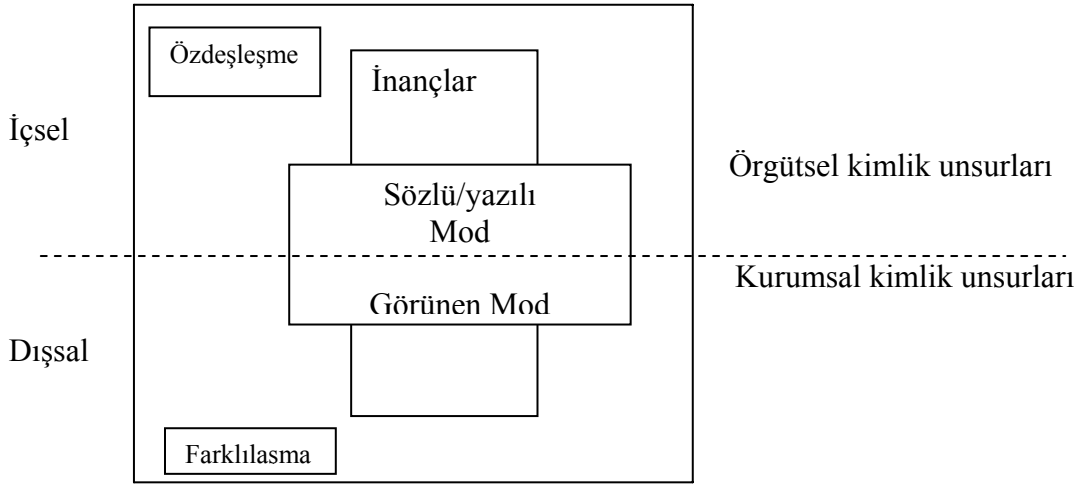 Özdeşleşme
İnançlar
İçsel
Örgütsel kimlik unsurları
Sözlü/yazılı
Mod
Kurumsal kimlik unsurları
Görünen Mod
Dışsal
Farklılasma